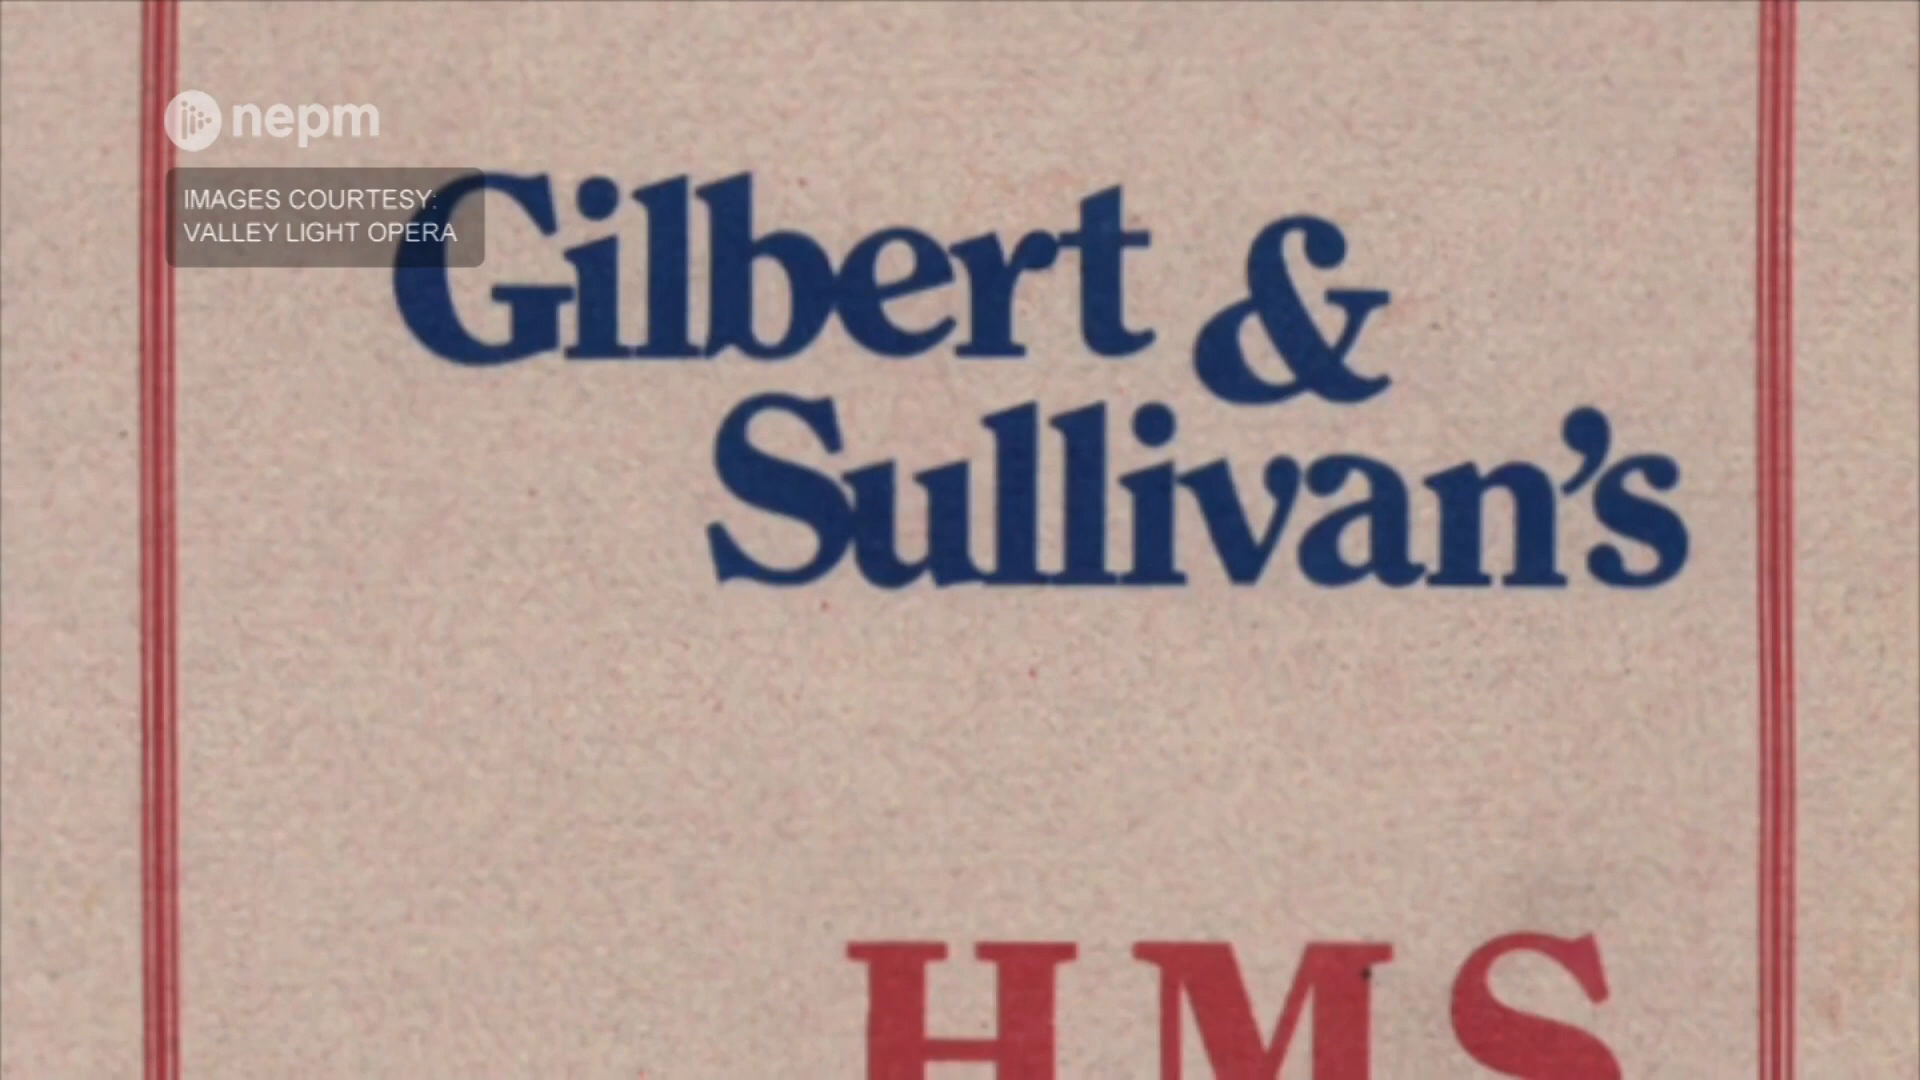 nepm
IMAGES COURTESY:
VALLEY LIGHT OPERA
Gilbert &
Sullivan's
HMS